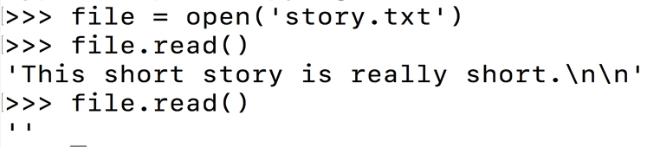 >>> file = open('story.txt')
>>> file.read()
'This short story is really short.\n\n'
>>> file.read()
''